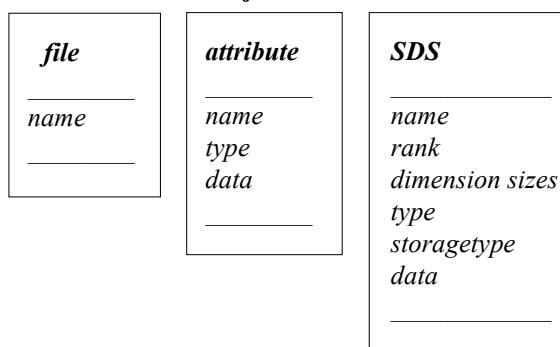 file
name
attribute
name
type
data
SDS
name
rank
dimension sizes
type
storagetype
data